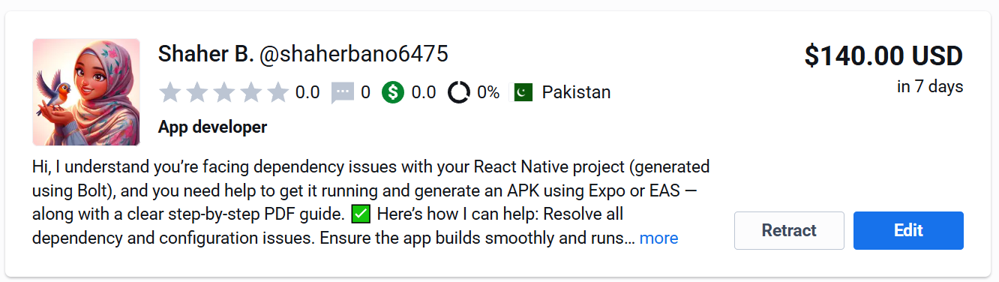 Shaher B. @shaherbano6475
$140.00 USD
0.0 0 $ 0.0 0% Pakistan
in 7 days
App developer
Hi, I understand you’re facing dependency issues with your React Native project (generated
using Bolt), and you need help to get it running and generate an APK using Expo or EAS —
along with a clear step-by-step PDF guide. ✅ Here’s how I can help: Resolve all
dependency and configuration issues. Ensure the app builds smoothly and runs... more
Retract
Edit